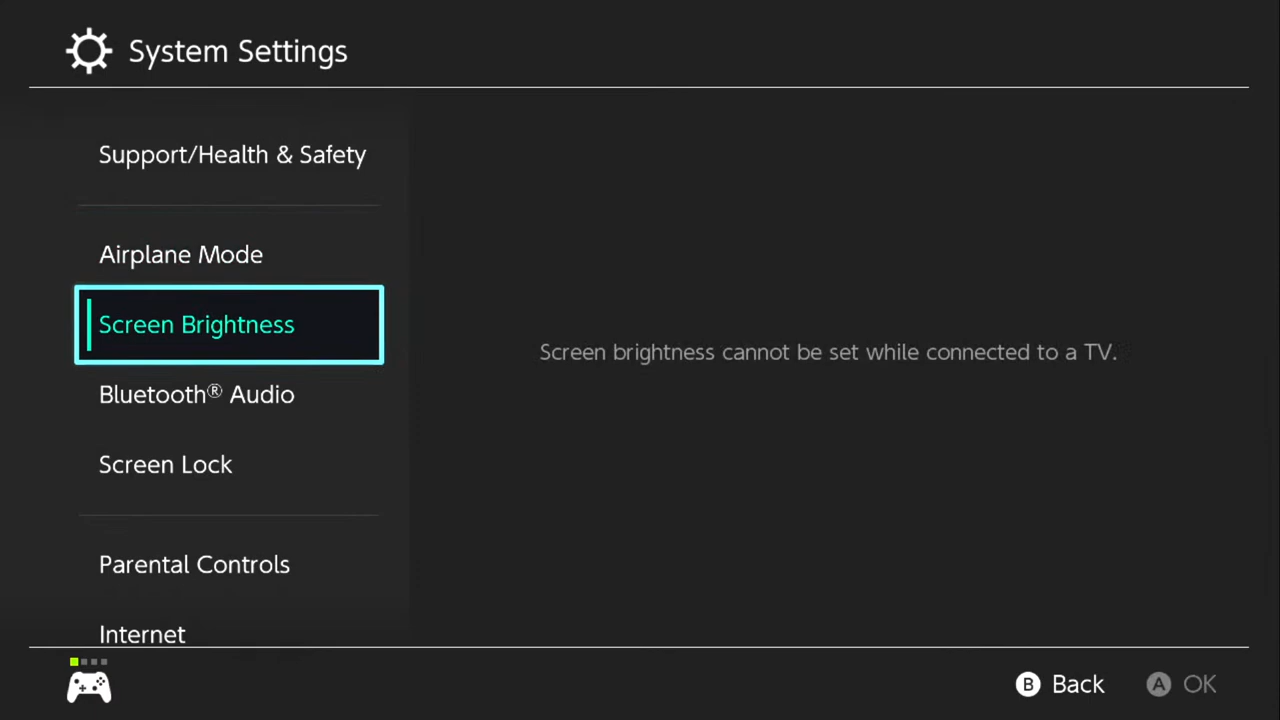 System Settings
Support/Health & Safety
Airplane Mode
Screen Brightness
Bluetooth® Audio
Screen Lock
Parental Controls
Internet
Screen brightness cannot be set while connected to a TV.
B Back
A OK